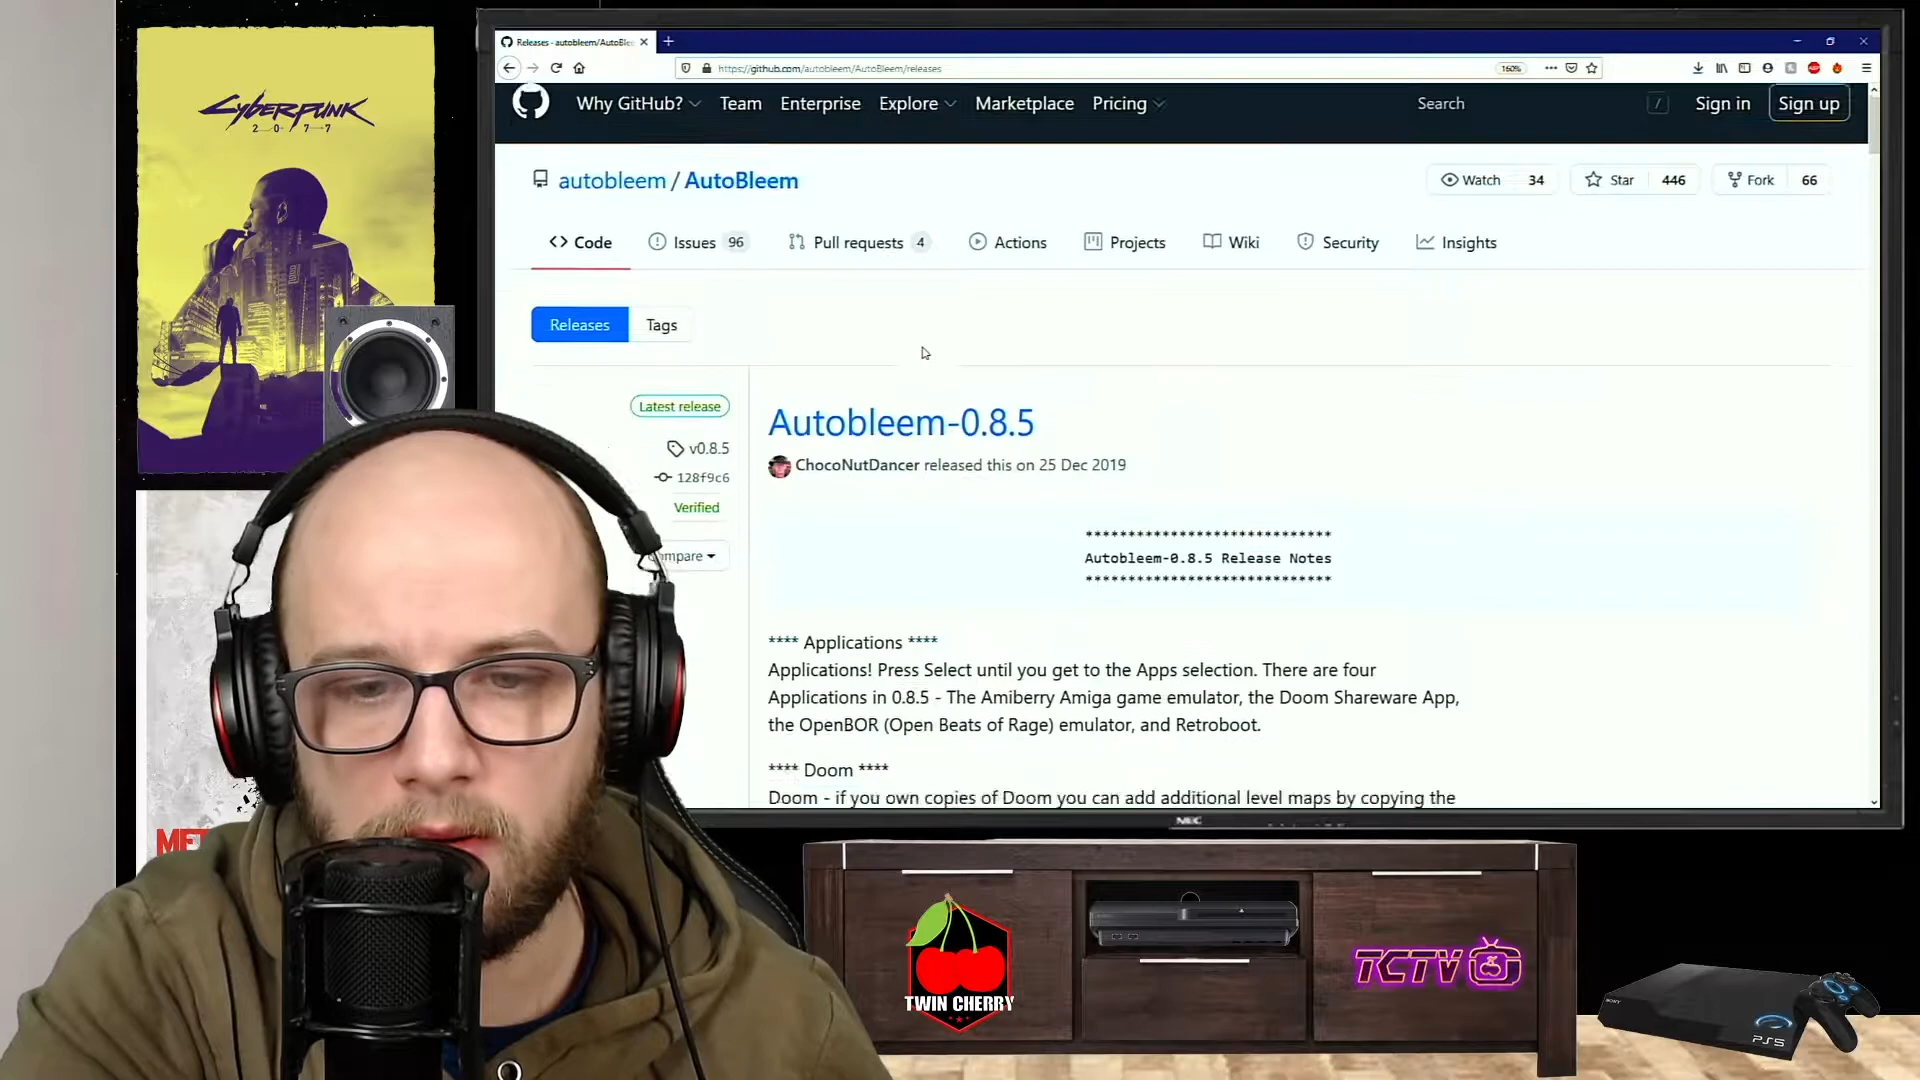 CYBERPUNK
2077
Releases - autobleem/AutoBlee
https://github.com/autobleem/AutoBleem/releases
160%
Why GitHub?
Team
Enterprise
Explore
Marketplace
Pricing
Search
/
Sign in
Sign up
autobleem / AutoBleem
Watch 34
Star 446
Fork 66
<> Code
Issues 96
Pull requests 4
Actions
Projects
Wiki
Security
Insights
Releases
Tags
Latest release
v0.8.5
128f9c6
Verified
Autobleem-0.8.5
ChocoNutDancer released this on 25 Dec 2019
*****************************
Autobleem-0.8.5 Release Notes
*****************************
**** Applications ****
Applications! Press Select until you get to the Apps selection. There are four
Applications in 0.8.5 - The Amiberry Amiga game emulator, the Doom Shareware App,
the OpenBOR (Open Beats of Rage) emulator, and Retroboot.
**** Doom ****
Doom - if you own copies of Doom you can add additional level maps by copying the
NEC
TWIN CHERRY
TCTV
SONY
PS5